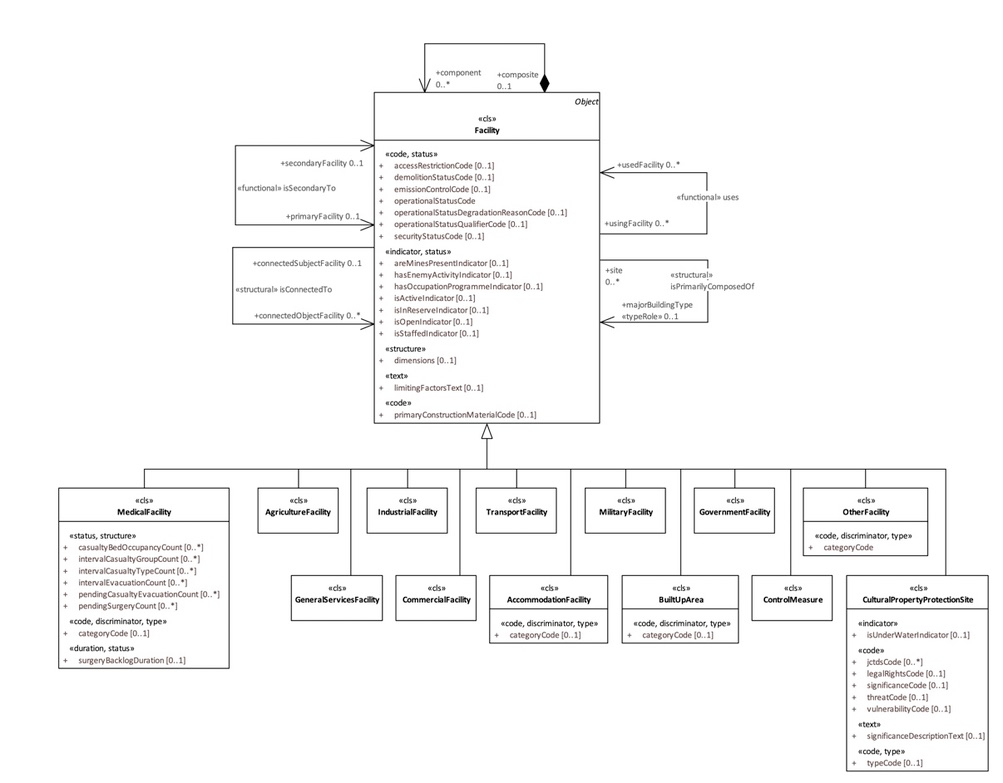 +component
0..*
+composite
0..1
Object
«cls»
Facility
«code, status»
+ accessRestrictionCode [0..1]
+ demolitionStatusCode [0..1]
+ emissionControlCode [0..1]
+ operationalStatusCode
+ operationalStatusDegradationReasonCode [0..1]
+ operationalStatusQualifierCode [0..1]
+ securityStatusCode [0..1]
«indicator, status»
+ areMinesPresentIndicator [0..1]
+ hasEnemyActivityIndicator [0..1]
+ hasOccupationProgrammeIndicator [0..1]
+ isActiveIndicator [0..1]
+ isInReserveIndicator [0..1]
+ isOpenIndicator [0..1]
+ isStaffedIndicator [0..1]
«structure»
+ dimensions [0..1]
«text»
+ limitingFactorsText [0..1]
«code»
+ primaryConstructionMaterialCode [0..1]
+secondaryFacility 0..1
«functional» isSecondaryTo
+primaryFacility 0..1
+connectedSubjectFacility 0..1
«structural» isConnectedTo
+connectedObjectFacility 0..*
+usedFacility 0..*
«functional» uses
+usingFacility 0..*
+site
0..*
«structural»
isPrimarilyComposedOf
+majorBuildingType
«typeRole» 0..1
«cls»
MedicalFacility
«status, structure»
+ casualtyBedOccupancyCount [0..*]
+ intervalCasualtyGroupCount [0..*]
+ intervalCasualtyTypeCount [0..*]
+ intervalEvacuationCount [0..*]
+ pendingCasualtyEvacuationCount [0..*]
+ pendingSurgeryCount [0..*]
«code, discriminator, type»
+ categoryCode [0..1]
«duration, status»
+ surgeryBacklogDuration [0..1]
«cls»
AgricultureFacility
«cls»
IndustrialFacility
«cls»
TransportFacility
«cls»
MilitaryFacility
«cls»
GovernmentFacility
«cls»
OtherFacility
«code, discriminator, type»
+ categoryCode
«cls»
GeneralServicesFacility
«cls»
CommercialFacility
«cls»
AccommodationFacility
«code, discriminator, type»
+ categoryCode [0..1]
«cls»
BuiltUpArea
«code, discriminator, type»
+ categoryCode [0..1]
«cls»
ControlMeasure
«cls»
CulturalPropertyProtectionSite
«indicator»
+ isUnderWaterIndicator [0..1]
«code»
+ jctdsCode [0..*]
+ legalRightsCode [0..1]
+ significanceCode [0..1]
+ threatCode [0..1]
+ vulnerabilityCode [0..1]
«text»
+ significanceDescriptionText [0..1]
«code, type»
+ typeCode [0..1]